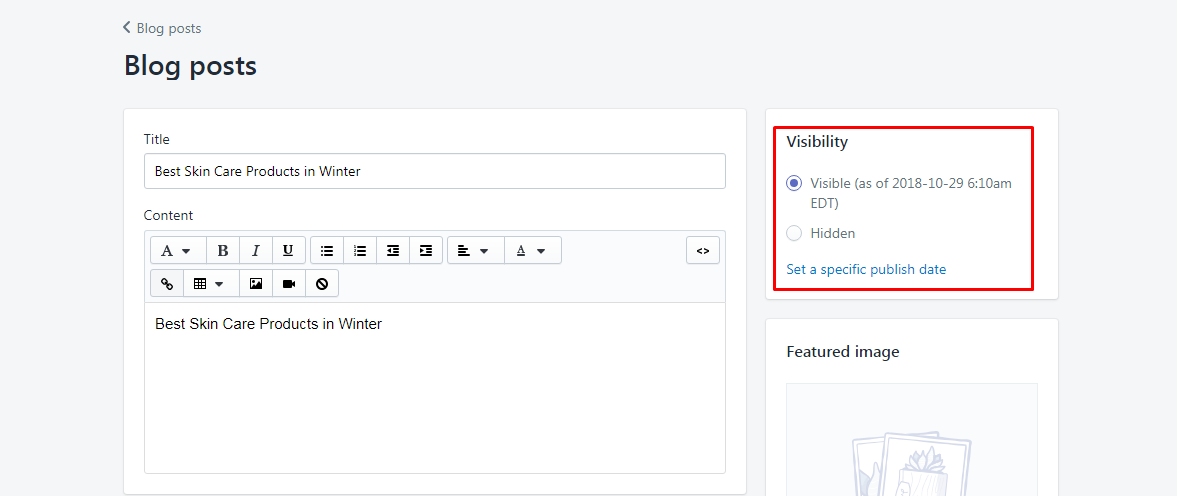 Blog posts
Blog posts
Title
Best Skin Care Products in Winter
Content
A B I U A <>
Best Skin Care Products in Winter
Visibility
Visible (as of 2018-10-29 6:10am
EDT)
Hidden
Set a specific publish date
Featured image